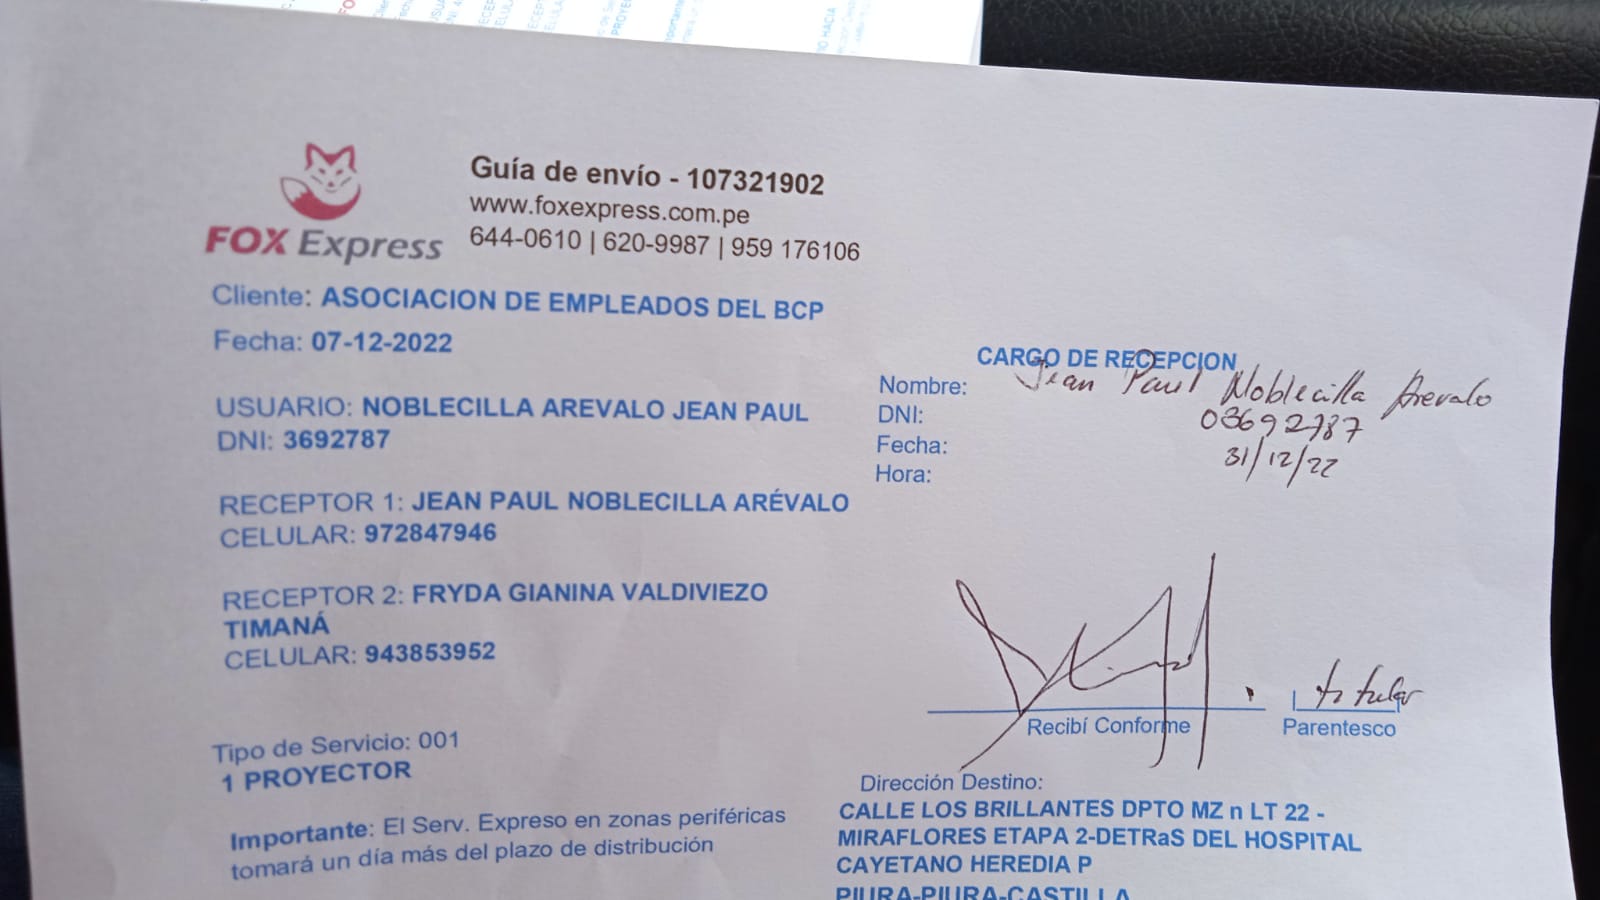 FOX Express
Guía de envío - 107321902
www.foxexpress.com.pe
644-0610 | 620-9987 | 959 176106
Cliente: ASOCIACION DE EMPLEADOS DEL BCP
Fecha: 07-12-2022
USUARIO: NOBLECILLA AREVALO JEAN PAUL
DNI: 3692787
RECEPTOR 1: JEAN PAUL NOBLECILLA ARÉVALO
CELULAR: 972847946
RECEPTOR 2: FRYDA GIANINA VALDIVIEZO
TIMANÁ
CELULAR: 943853952
Tipo de Servicio: 001
1 PROYECTOR
Importante: El Serv. Expreso en zonas periféricas
tomará un día más del plazo de distribución
CARGO DE RECEPCION
Nombre: Jean Paul Noblecilla Arevalo
DNI: 03692787
Fecha: 31/12/22
Hora:
titular
Recibí Conforme Parentesco
Dirección Destino:
CALLE LOS BRILLANTES DPTO MZ n LT 22 -
MIRAFLORES ETAPA 2-DETRaS DEL HOSPITAL
CAYETANO HEREDIA P
PIURA-PIURA-CASTILLA